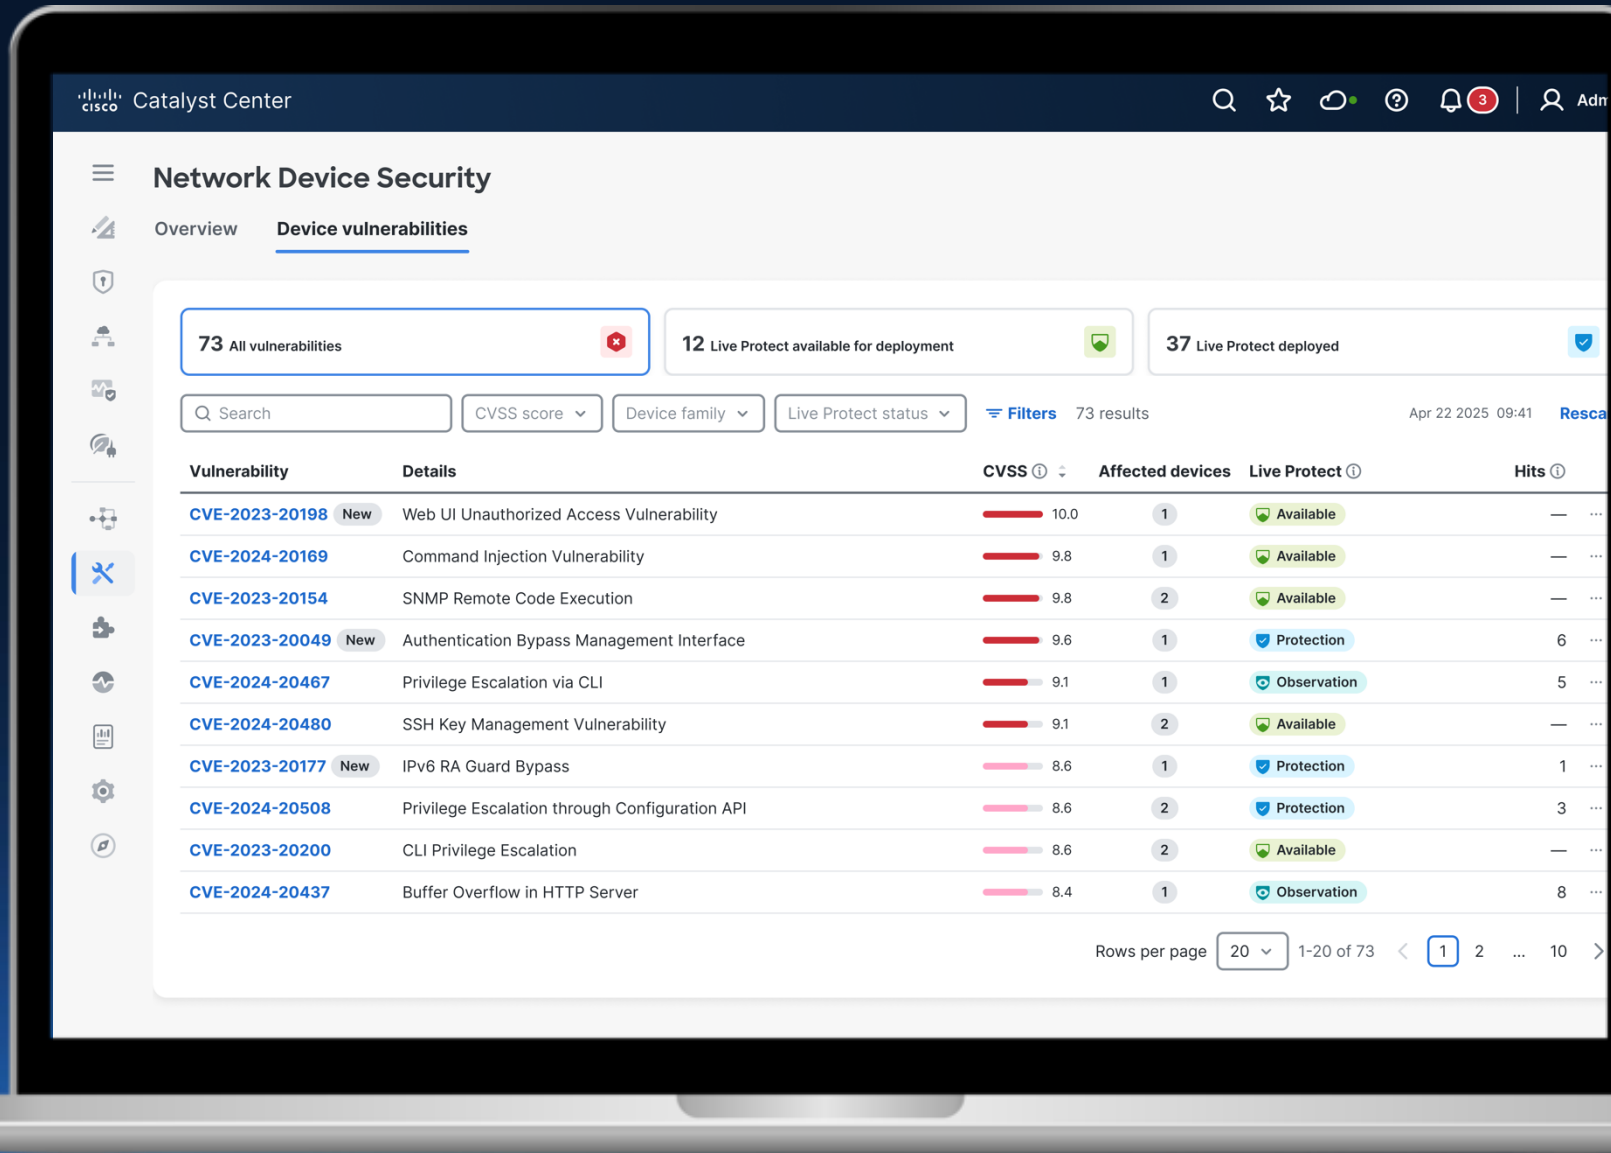 cisco Catalyst Center
3
Adm
Network Device Security
Overview Device vulnerabilities
73 All vulnerabilities
12 Live Protect available for deployment
37 Live Protect deployed
Search CVSS score Device family Live Protect status Filters 73 results Apr 22 2025 09:41 Resca
Vulnerability Details CVSS Affected devices Live Protect Hits
CVE-2023-20198 New Web UI Unauthorized Access Vulnerability 10.0 1 Available — ...
CVE-2024-20169 Command Injection Vulnerability 9.8 1 Available — ...
CVE-2023-20154 SNMP Remote Code Execution 9.8 2 Available — ...
CVE-2023-20049 New Authentication Bypass Management Interface 9.6 1 Protection 6 ...
CVE-2024-20467 Privilege Escalation via CLI 9.1 1 Observation 5 ...
CVE-2024-20480 SSH Key Management Vulnerability 9.1 2 Available — ...
CVE-2023-20177 New IPv6 RA Guard Bypass 8.6 1 Protection 1 ...
CVE-2024-20508 Privilege Escalation through Configuration API 8.6 2 Protection 3 ...
CVE-2023-20200 CLI Privilege Escalation 8.6 2 Available — ...
CVE-2024-20437 Buffer Overflow in HTTP Server 8.4 1 Observation 8 ...
Rows per page 20 1-20 of 73 1 2 ... 10